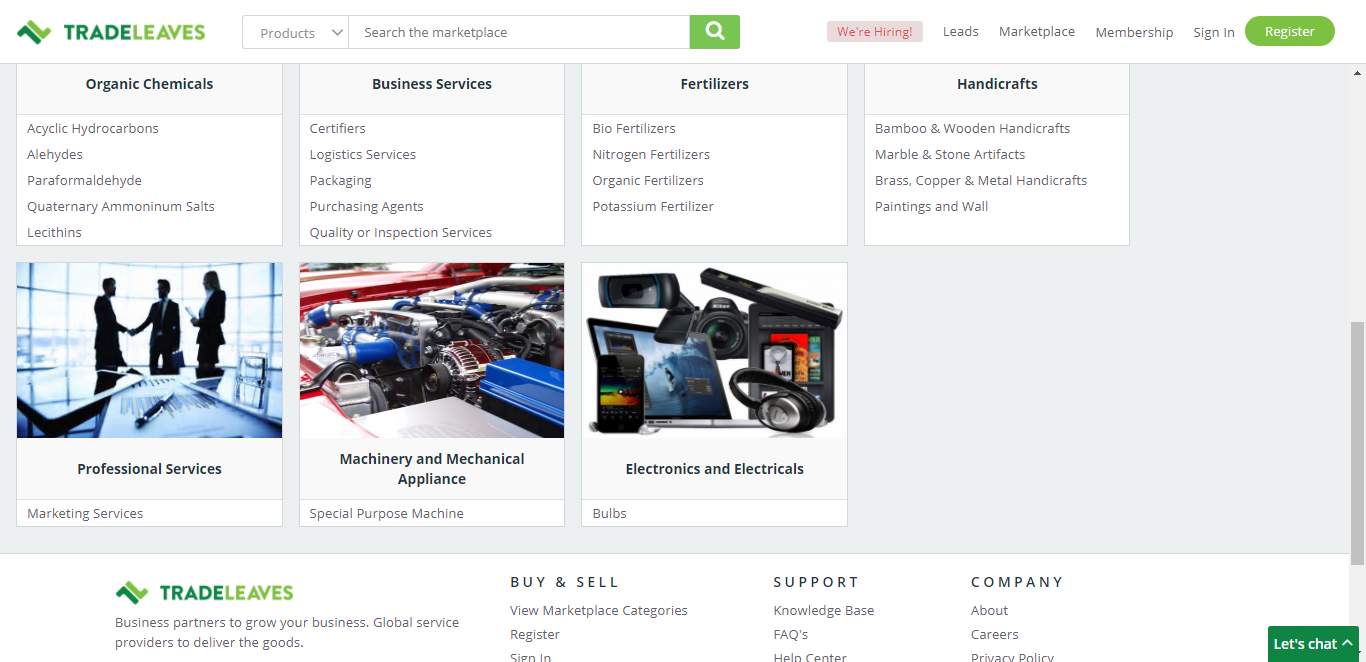 TRADELEAVES
Products
Search the marketplace
We're Hiring!
Leads
Marketplace
Membership
Sign In
Register
Organic Chemicals
Acyclic Hydrocarbons
Alehydes
Paraformaldehyde
Quaternary Ammoninum Salts
Lecithins
Business Services
Certifiers
Logistics Services
Packaging
Purchasing Agents
Quality or Inspection Services
Fertilizers
Bio Fertilizers
Nitrogen Fertilizers
Organic Fertilizers
Potassium Fertilizer
Handicrafts
Bamboo & Wooden Handicrafts
Marble & Stone Artifacts
Brass, Copper & Metal Handicrafts
Paintings and Wall
Professional Services
Marketing Services
Machinery and Mechanical
Appliance
Special Purpose Machine
Nikon
Electronics and Electricals
Bulbs
TRADELEAVES
Business partners to grow your business. Global service
providers to deliver the goods.
BUY & SELL
View Marketplace Categories
Register
Sign In
SUPPORT
Knowledge Base
FAQ's
Help Center
COMPANY
About
Careers
Privacy Policy
Let's chat